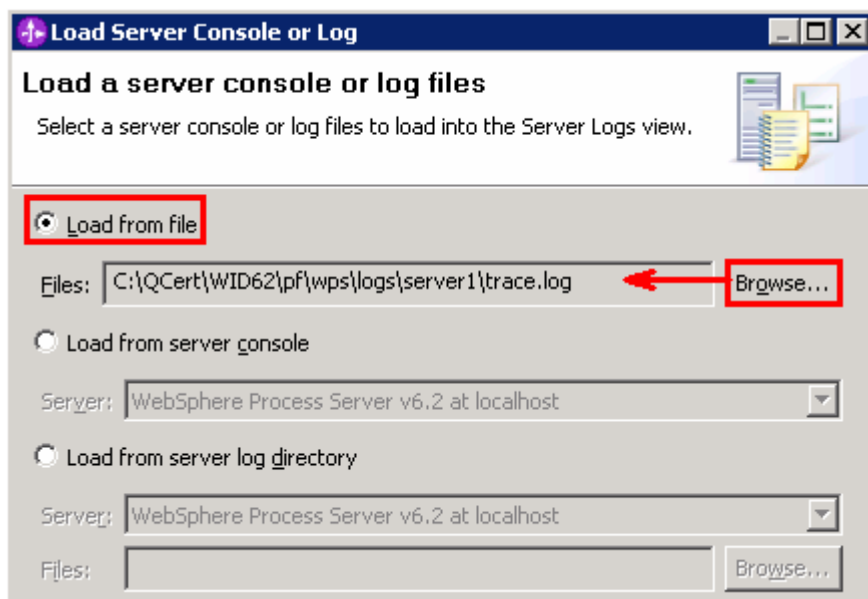 Load Server Console or Log
Load a server console or log files
Select a server console or log files to load into the Server Logs view.
Load from file
Files: C:\QCert\WID62\pf\wps\logs\server1\trace.log Browse...
Load from server console
Server: WebSphere Process Server v6.2 at localhost
Load from server log directory
Server: WebSphere Process Server v6.2 at localhost
Files: Browse...